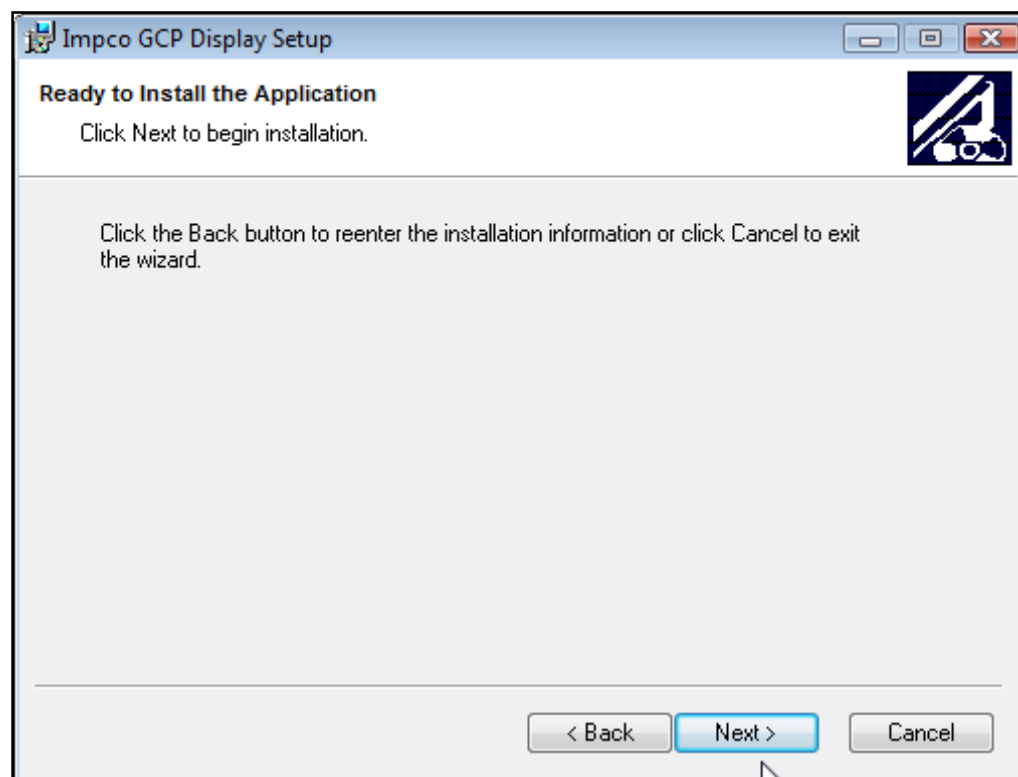 Impco GCP Display Setup
Ready to Install the Application
Click Next to begin installation.
Click the Back button to reenter the installation information or click Cancel to exit
the wizard.
< Back Next > Cancel